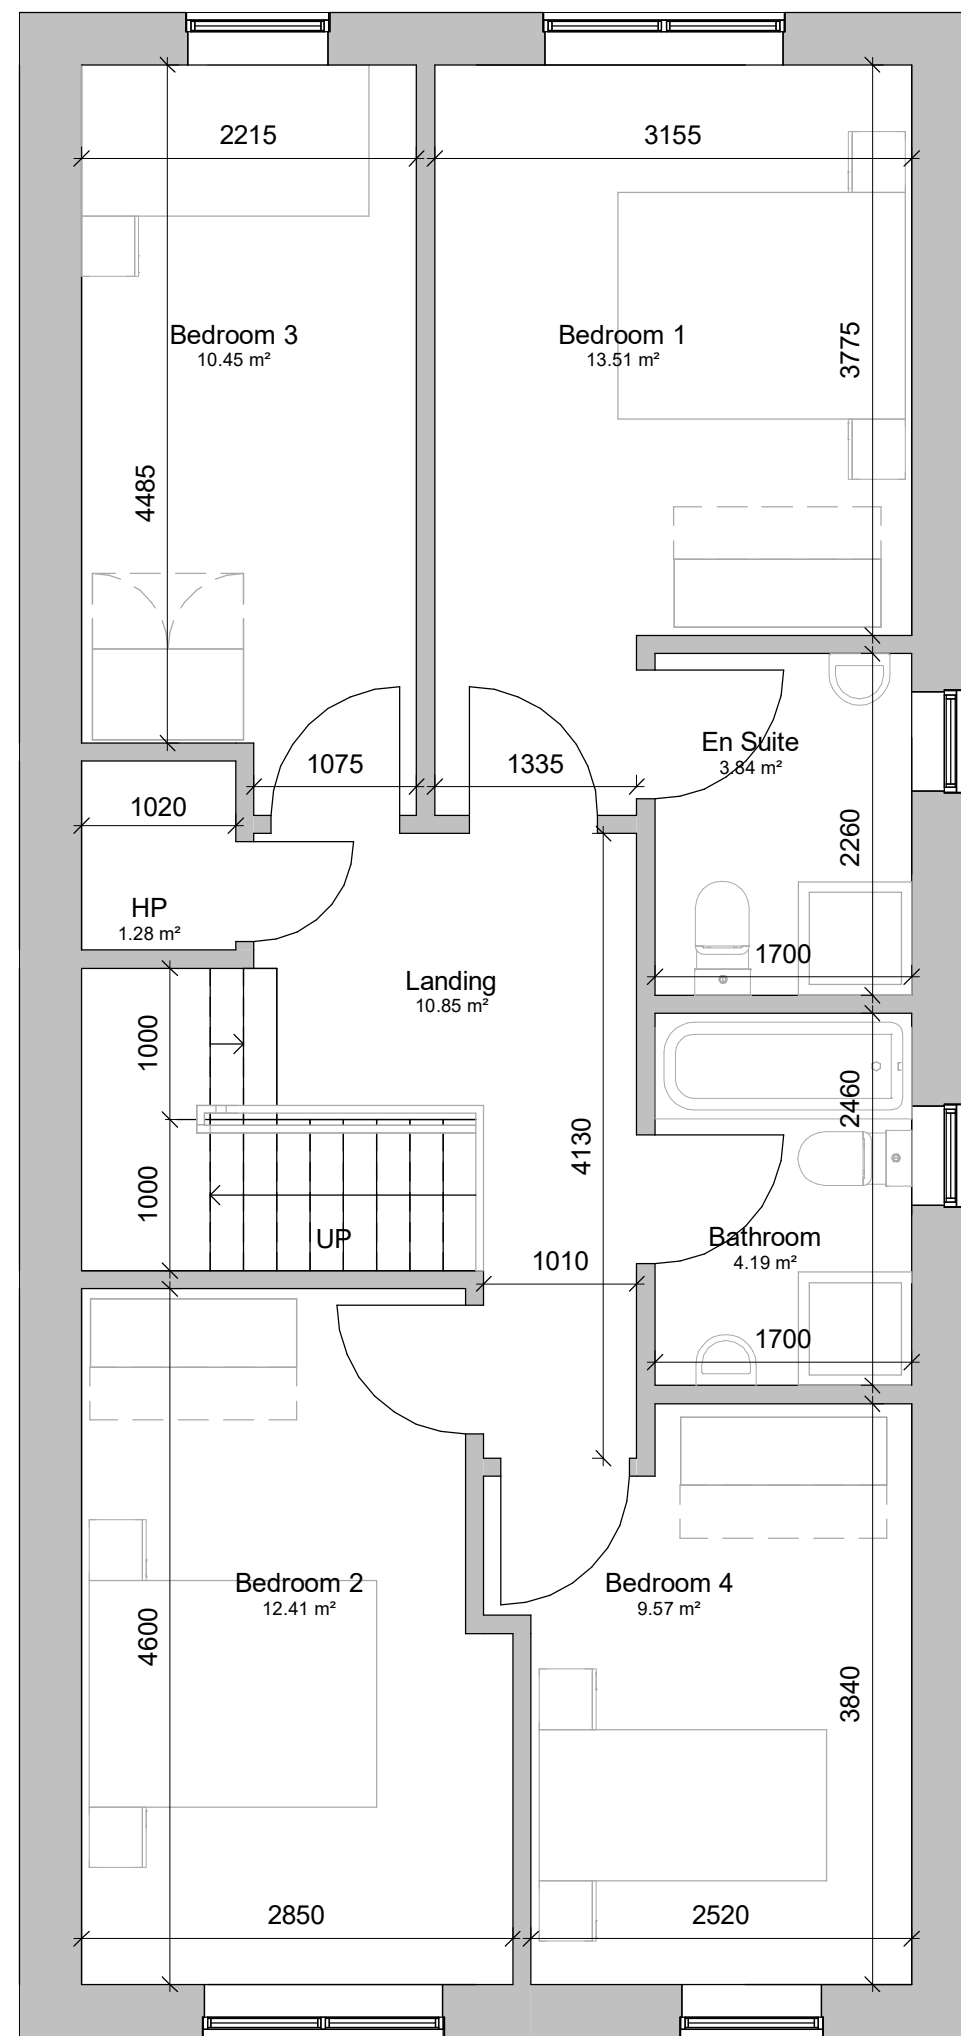 2215
3155
Bedroom 3
10.45 m²
Bedroom 1
13.51 m²
3775
4485
En Suite
3.84 m²
1075
1335
1020
2260
HP
1.28 m²
1700
Landing
10.85 m²
1000
2460
4130
1000
UP
Bathroom
4.19 m²
1010
1700
Bedroom 2
12.41 m²
Bedroom 4
9.57 m²
4600
3840
2850
2520